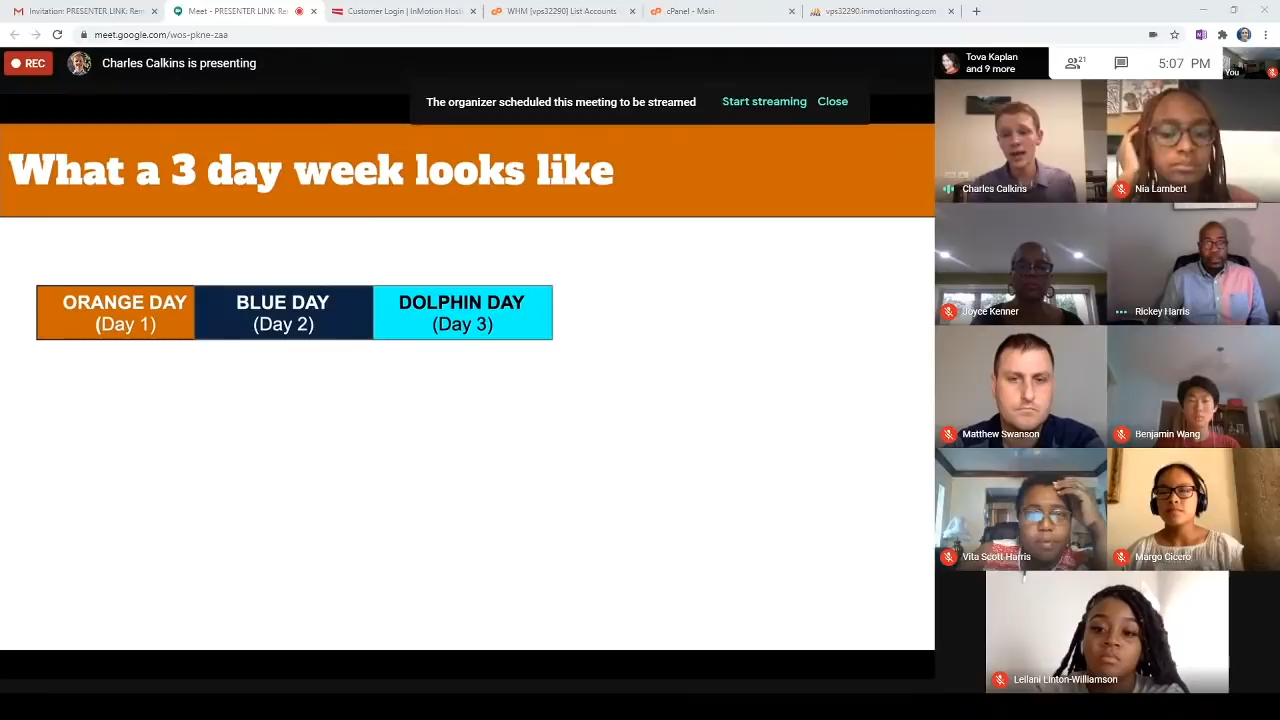 Invitation: PRESENTER LINK: Rem
Meet - PRESENTER LINK: Re
Customer Login | InMotion Hosti
WHM [vps32290] List Accounts
cPanel - Main
vps32290.inmotionhosting.com
meet.google.com/wos-pkne-zaa
REC
Charles Calkins is presenting
Tova Kaplan
and 9 more
21
5:07 PM
You
The organizer scheduled this meeting to be streamed
Start streaming
Close
What a 3 day week looks like
ORANGE DAY
(Day 1)
BLUE DAY
(Day 2)
DOLPHIN DAY
(Day 3)
Charles Calkins
Nia Lambert
Joyce Kenner
Rickey Harris
Matthew Swanson
Benjamin Wang
Vita Scott Harris
Margo Cicero
Leilani Linton-Williamson